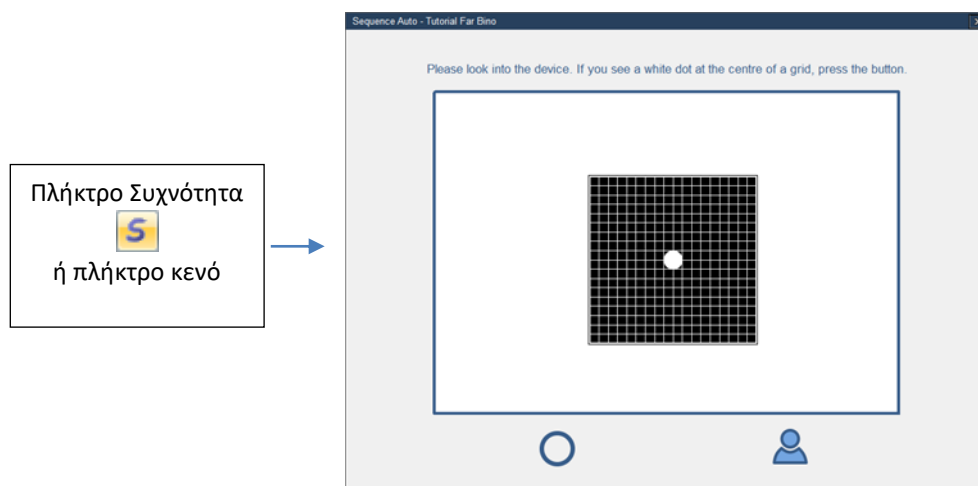 Sequence Auto - Tutorial Far Bino
Please look into the device. If you see a white dot at the centre of a grid, press the button.
Πλήκτρο Συχνότητα
S
ή πλήκτρο κενό